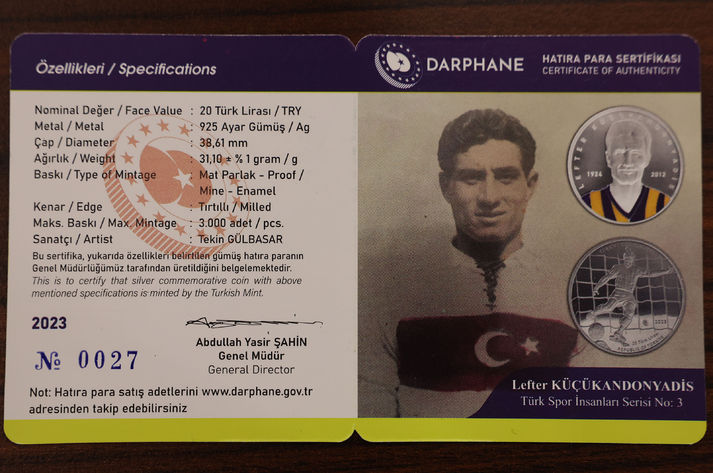 Özellikleri / Specifications
Nominal Değer / Face Value : 20 Türk Lirası / TRY
Metal / Metal : 925 Ayar Gümüş / Ag
Çap / Diameter : 38,61 mm
Ağırlık / Weight : 31,10 ± % 1 gram / g
Baskı / Type of Mintage : Mat Parlak - Proof /
Mine - Enamel
Kenar / Edge : Tırtıllı / Milled
Maks. Baskı / Max. Mintage : 3.000 adet / pcs.
Sanatçı / Artist : Tekin GÜLBASAR
Bu sertifika, yukarıda özellikleri belirtilen gümüş hatıra paranın
Genel Müdürlüğümüz tarafından üretildiğini belgelemektedir.
This is to certify that silver commemorative coin with above
mentioned specifications is minted by the Turkish Mint.
2023
Abdullah Yasir ŞAHİN
Genel Müdür
General Director
№ 0027
Not: Hatıra para satış adetlerini www.darphane.gov.tr
adresinden takip edebilirsiniz
DARPHANE
HATIRA PARA SERTİFİKASI
CERTIFICATE OF AUTHENTICITY
LEFTER KÜÇÜKANDONYADİS
1924 2012
2023
20 TÜRK LİRASI
Lefter KÜÇÜKANDONYADİS
Türk Spor İnsanları Serisi No: 3